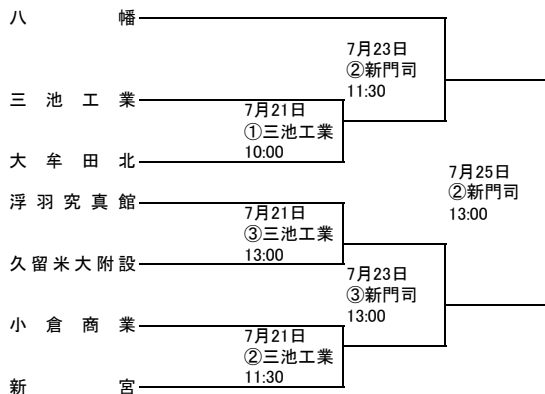 八幡
7月23日
②新門司
11:30
三池工業
7月21日
①三池工業
10:00
大牟田北
7月25日
②新門司
13:00
浮羽究真館
7月21日
③三池工業
13:00
久留米大附設
7月23日
③新門司
13:00
小倉商業
7月21日
②三池工業
11:30
新宮